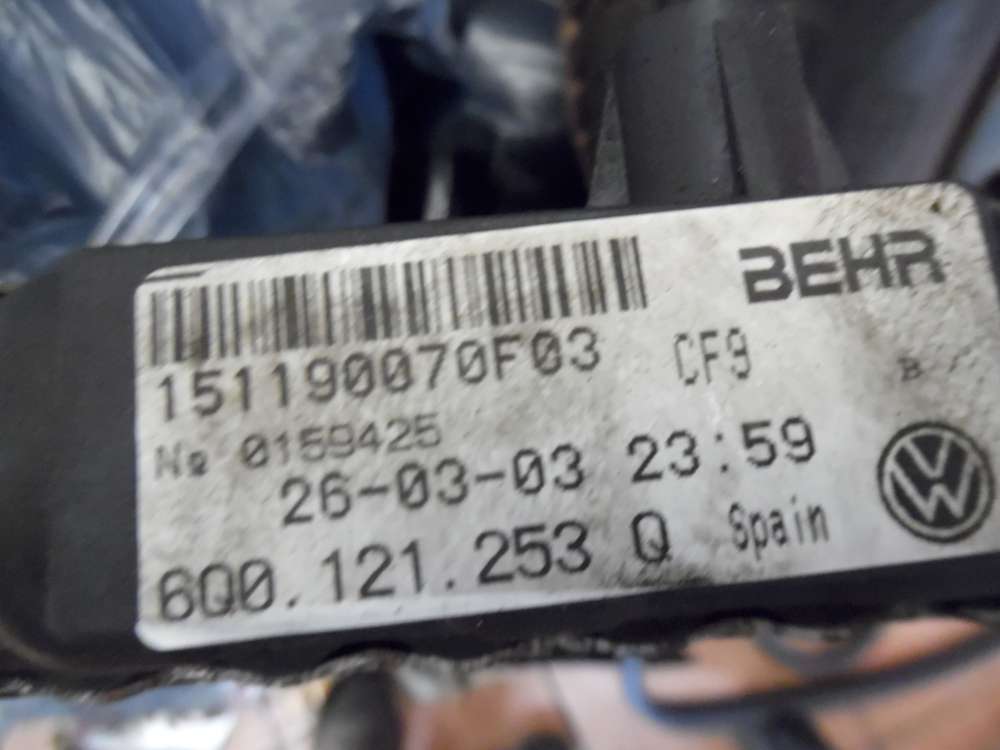 BEHR
151190070F03 CF9 B
№ 0159425
26-03-03 23:59
6Q0.121.253 Q Spain